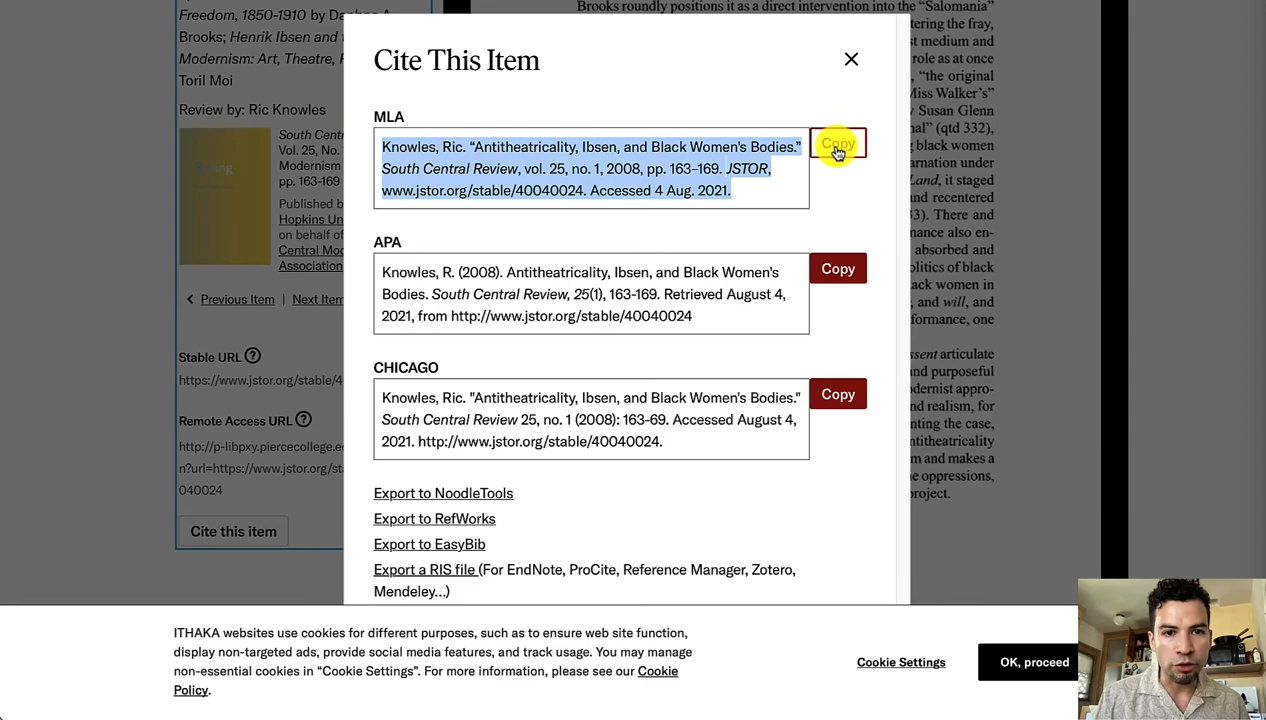 Freedom, 1850-1910 by Daphne A.
Brooks; Henrik Ibsen and t
Modernism: Art, Theatre, P
Toril Moi
Review by: Ric Knowles
South Cent
Vol. 25, No.
Modernism
pp. 163-169
Published b
Hopkins Un
on behalf of
Central Mod
Association
Previous Item | Next Item
Stable URL
https://www.jstor.org/stable/4
Remote Access URL
http://p-libpxy.piercecollege.e
n?url=https://www.jstor.org/st
040024
Cite this item
Cite This Item
MLA
Knowles, Ric. “Antitheatricality, Ibsen, and Black Women's Bodies.”
South Central Review, vol. 25, no. 1, 2008, pp. 163–169. JSTOR,
www.jstor.org/stable/40040024. Accessed 4 Aug. 2021.
Copy
APA
Knowles, R. (2008). Antitheatricality, Ibsen, and Black Women's
Bodies. South Central Review, 25(1), 163-169. Retrieved August 4,
2021, from http://www.jstor.org/stable/40040024
Copy
CHICAGO
Knowles, Ric. "Antitheatricality, Ibsen, and Black Women's Bodies."
South Central Review 25, no. 1 (2008): 163-69. Accessed August 4,
2021. http://www.jstor.org/stable/40040024.
Copy
Export to NoodleTools
Export to RefWorks
Export to EasyBib
Export a RIS file (For EndNote, ProCite, Reference Manager, Zotero,
Mendeley...)
Brooks roundly positions it as a direct intervention into the “Salomania”
tering the fray,
st medium and
role as at once
, “the original
Miss Walker’s”
y Susan Glenn
nal” (qtd 332),
ng black women
arnation under
Land, it staged
and recentered
33). There and
mance also en-
absorbed and
olitics of black
ack women in
, and will, and
formance, one
ssent articulate
and purposeful
dernist appro-
and realism, for
nting the case,
ntitheatricality
m and makes a
e oppressions,
project.
ITHAKA websites use cookies for different purposes, such as to ensure web site function,
display non-targeted ads, provide social media features, and track usage. You may manage
non-essential cookies in “Cookie Settings”. For more information, please see our Cookie
Policy.
Cookie Settings
OK, proceed